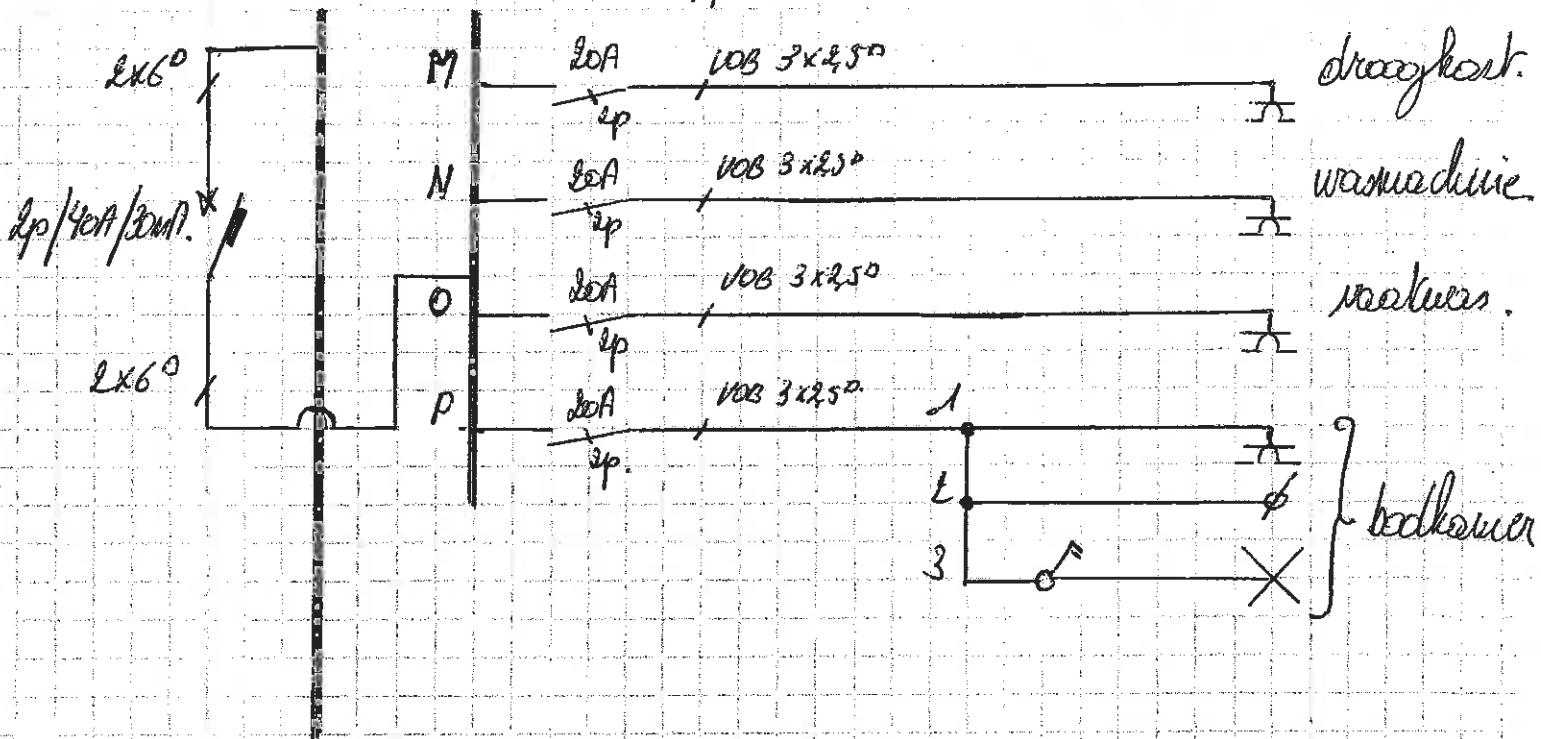 2x6□
2p/40A/30mA.
2x6□
M 20A 2p VOB 3x2,5□ droogkast.
N 20A 2p VOB 3x2,5□ wasmachine.
O 20A 2p VOB 3x2,5□ vaatwas.
P 20A 2p. VOB 3x2,5□ 1
2
3
badkamer